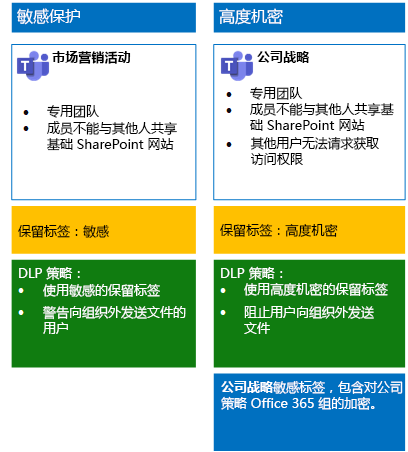 敏感保护
市场营销活动
• 专用团队
• 成员不能与其他人共享
基础 SharePoint 网站
保留标签：敏感
DLP 策略：
• 使用敏感的保留标签
• 警告向组织外发送文件的
用户
高度机密
公司战略
• 专用团队
• 成员不能与其他人共享基
础 SharePoint 网站
• 其他用户无法请求获取
访问权限
保留标签：高度机密
DLP 策略：
• 使用高度机密的保留标签
• 阻止用户向组织外发送
文件
公司战略敏感标签，包含对公司
策略 Office 365 组的加密。